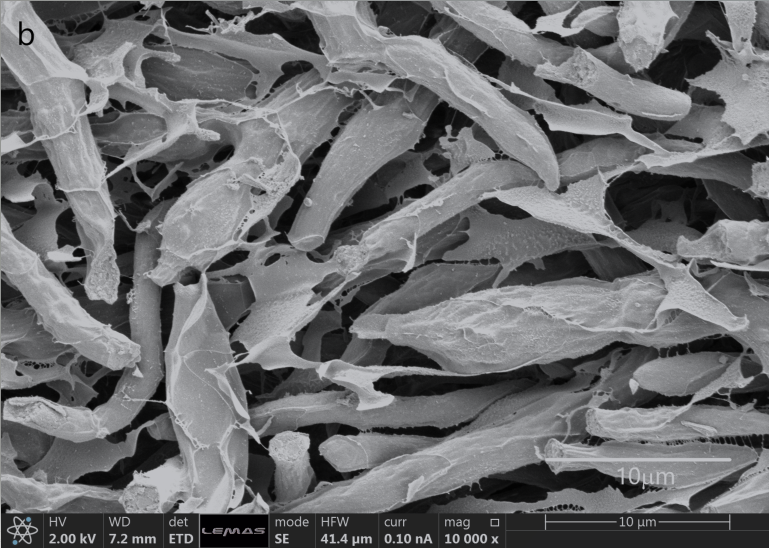 b
10μm
HV WD det LEMAS mode HFW curr mag
2.00 kV 7.2 mm ETD SE 41.4 μm 0.10 nA 10 000 x
10 μm